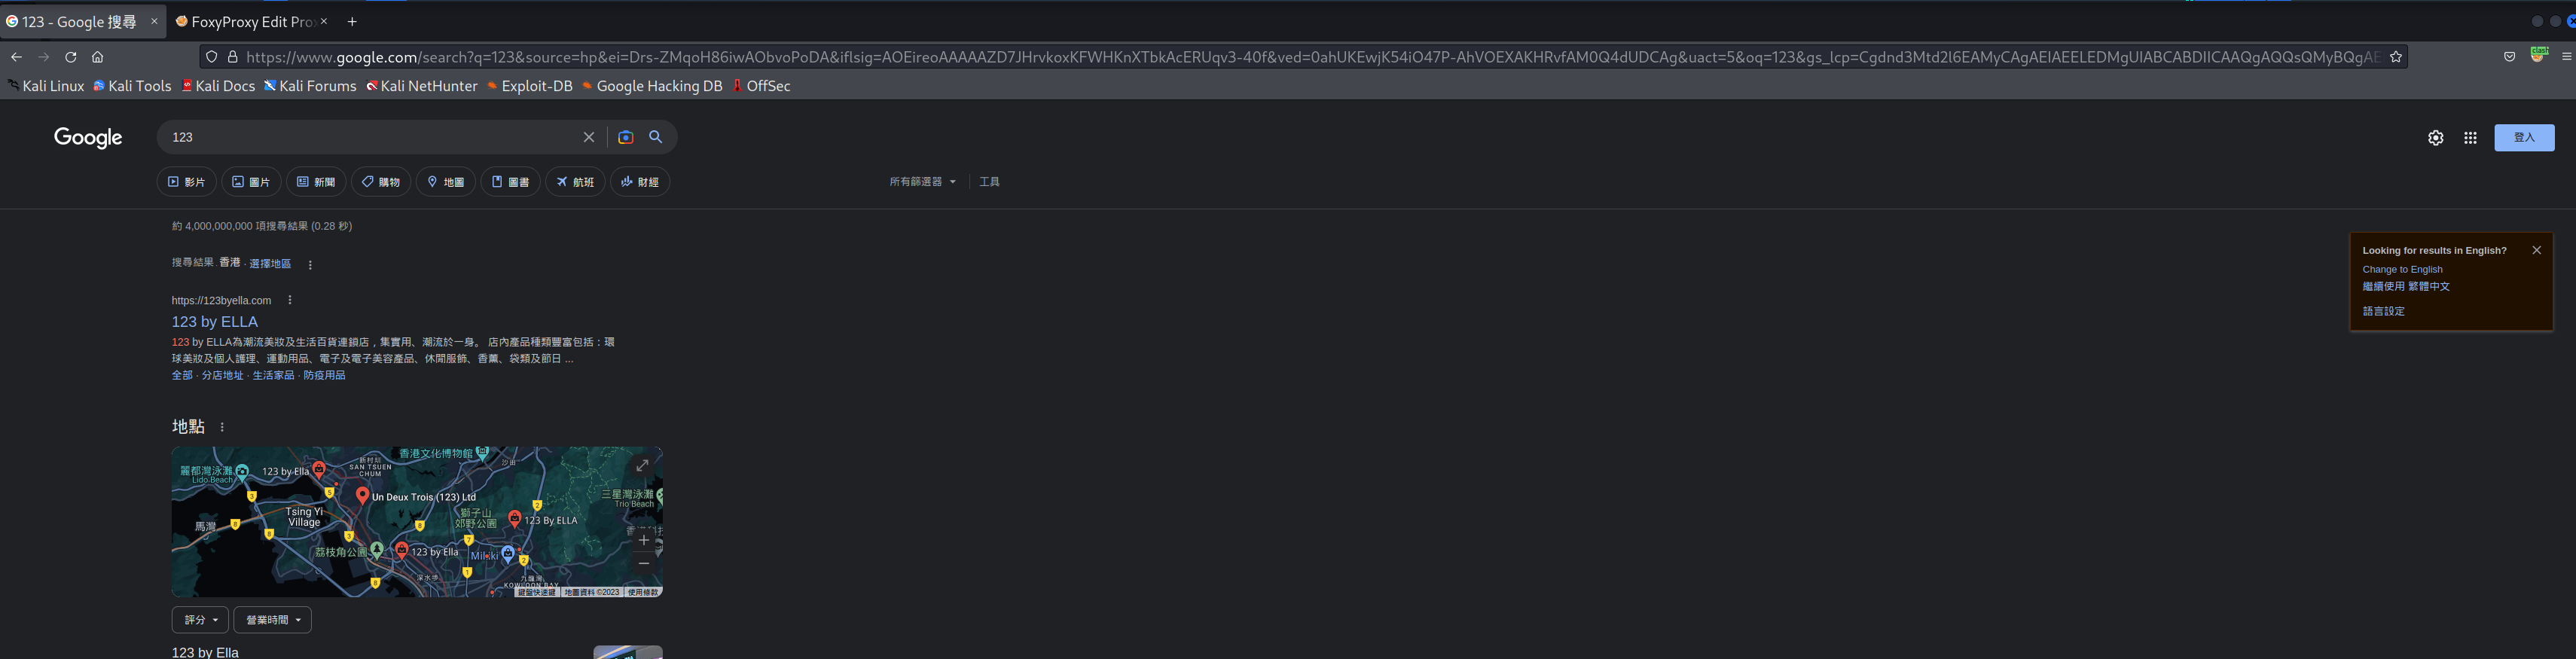 123 - Google 搜尋
FoxyProxy Edit Pro
https://www.google.com/search?q=123&source=hp&ei=Drs-ZMqoH86iwAObvoPoDA&iflsig=AOEireoAAAAAZD7JHrvkoxKFWHKnXTbkAcERUqv3-40f&ved=0ahUKEwjK54iO47P-AhVOEXAKHRvfAM0Q4dUDCAg&uact=5&oq=123&gs_lcp=Cgdnd3Mtd2l6EAMyCAgAEIAEELEDMgUIABCABDIICAAQgAQQsQMyBQgAE
clash
Kali Linux Kali Tools Kali Docs Kali Forums Kali NetHunter Exploit-DB Google Hacking DB OffSec
Google
123
登入
影片 圖片 新聞 購物 地圖 圖書 航班 財經
所有篩選器 工具
約 4,000,000,000 項搜尋結果 (0.28 秒)
搜尋結果 香港 · 選擇地區
Looking for results in English?
Change to English
繼續使用 繁體中文
語言設定
https://123byella.com
123 by ELLA
123 by ELLA為潮流美妝及生活百貨連鎖店，集實用、潮流於一身。 店內產品種類豐富包括：環
球美妝及個人護理、運動用品、電子及電子美容產品、休閒服飾、香薰、袋類及節日 ...
全部 · 分店地址 · 生活家品 · 防疫用品
地點
香港文化博物館
沙田
新村坦
SAN TSUEN
CHUM
麗都灣泳灘
Lido Beach
123 by Ella
Un Deux Trois (123) Ltd
三星灣泳灘
Trio Beach
Tsing Yi
Village
獅子山
郊野公園
123 By ELLA
馬灣
荔枝角公園
123 by Ella
深水埗
九龍灣
KOWLOON BAY
鍵盤快速鍵 地圖資料 ©2023 使用條款
評分 營業時間
123 by Ella